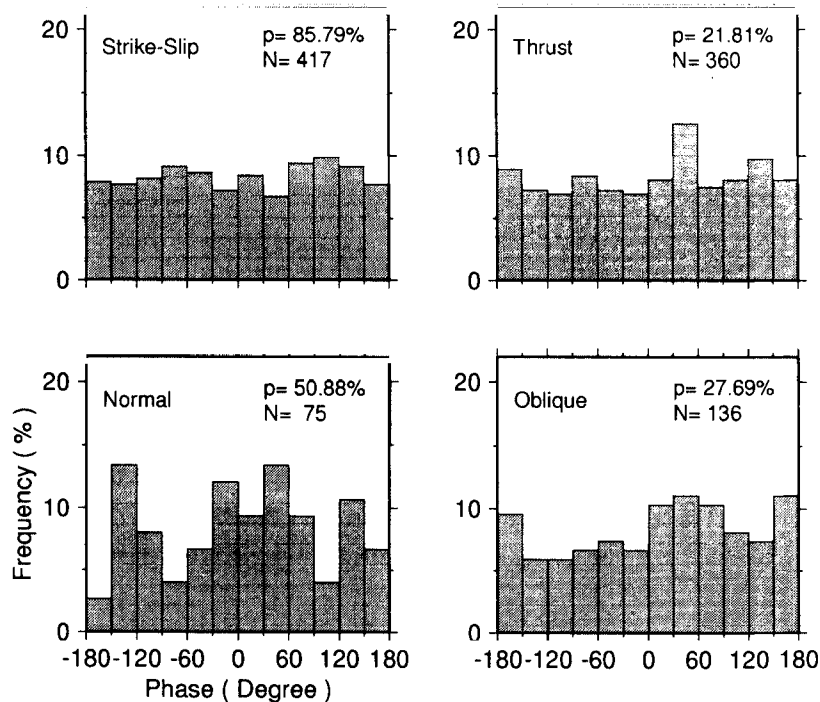 20
Strike-Slip
p= 85.79%
N= 417
10
0
20
Thrust
p= 21.81%
N= 360
10
0
20
Normal
p= 50.88%
N= 75
10
0
Frequency ( % )
-180 -120 -60 0 60 120 180
Phase ( Degree )
20
Oblique
p= 27.69%
N= 136
10
0
-180 -120 -60 0 60 120 180